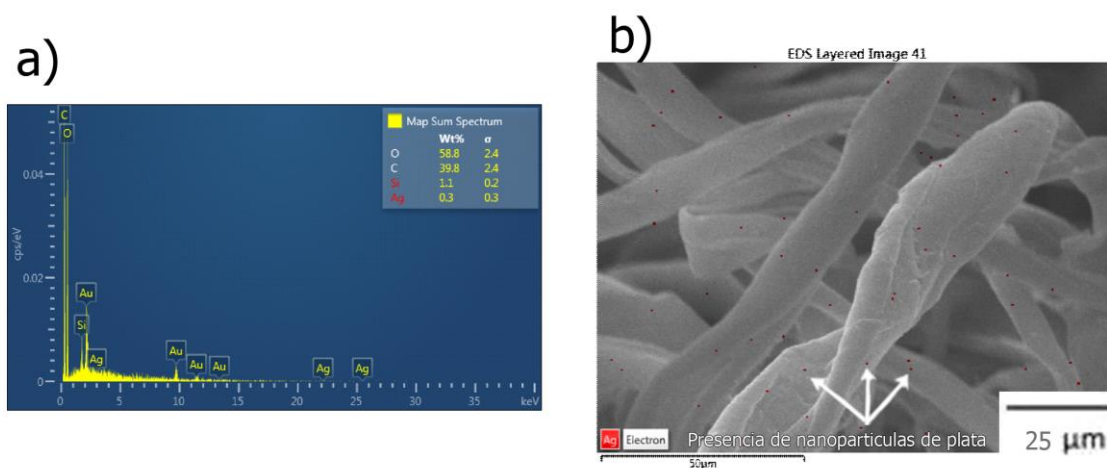 a)
C
O
0.04
cps/eV
0.02
0
Au
Si
Ag
Au
Au
Au
Ag
Ag
0 5 10 15 20 25 30 35 keV
Map Sum Spectrum
Wt% σ
O 58.8 2.4
C 39.8 2.4
Si 1.1 0.2
Ag 0.3 0.3
b)
EDS Layered Image 41
Ag Electron
Presencia de nanoparticulas de plata
50µm
25 µm